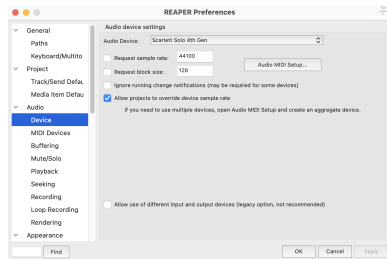 REAPER Preferences
General
Paths
Keyboard/Multito
Project
Track/Send Defau
Media Item Defau
Audio
Device
MIDI Devices
Buffering
Mute/Solo
Playback
Seeking
Recording
Loop Recording
Rendering
Appearance
Find
Audio device settings
Audio Device: Scarlett Solo 4th Gen
Request sample rate: 44100
Request block size: 128
Audio MIDI Setup...
Ignore running change notifications (may be required for some devices)
Allow projects to override device sample rate
If you need to use multiple devices, open Audio MIDI Setup and create an aggregate device.
Allow use of different input and output devices (legacy option, not recommended)
OK Cancel Apply